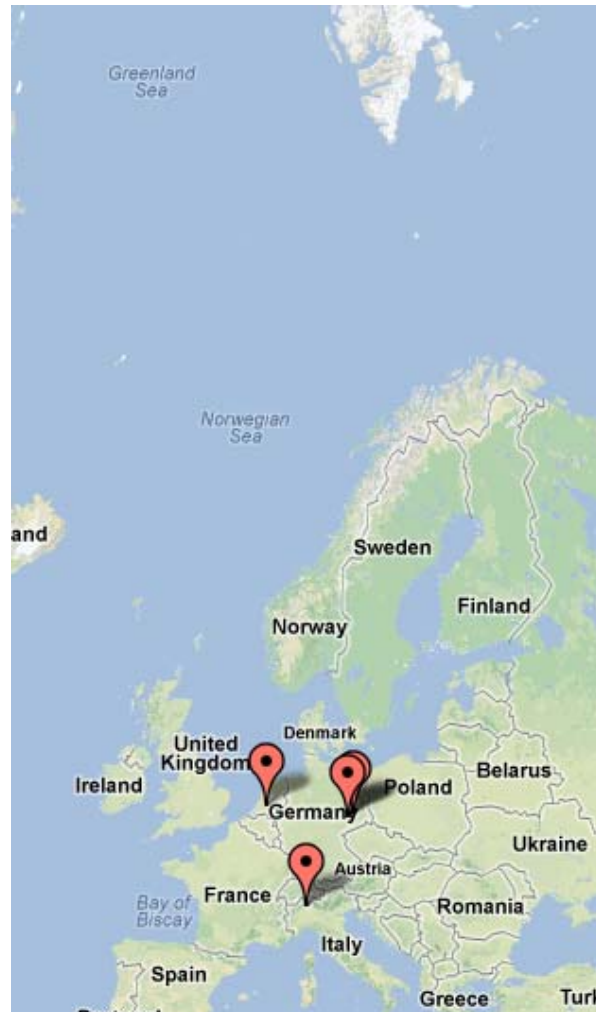 Greenland
Sea
Norwegian
Sea
and
Sweden
Finland
Norway
Denmark
United
Kingdom
Ireland
Poland
Belarus
Germany
Ukraine
Austria
France
Bay of
Biscay
Romania
Italy
Spain
Greece
Turk